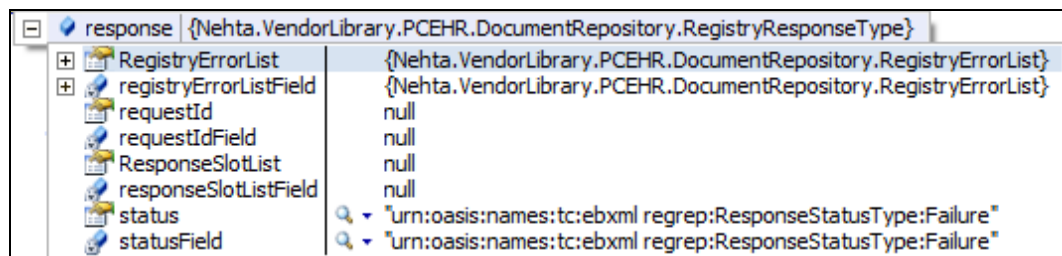 response {Nehta.VendorLibrary.PCEHR.DocumentRepository.RegistryResponseType}
RegistryErrorList {Nehta.VendorLibrary.PCEHR.DocumentRepository.RegistryErrorList}
registryErrorListField {Nehta.VendorLibrary.PCEHR.DocumentRepository.RegistryErrorList}
requestId null
requestIdField null
ResponseSlotList null
responseSlotListField null
status "urn:oasis:names:tc:ebxml regrep:ResponseStatusType:Failure"
statusField "urn:oasis:names:tc:ebxml regrep:ResponseStatusType:Failure"